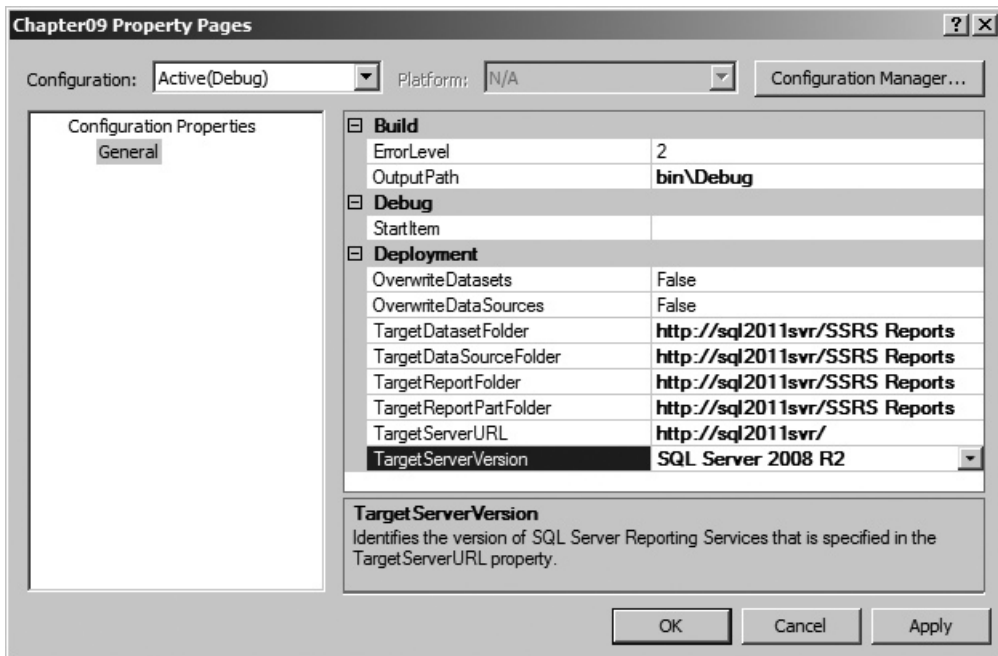 Chapter09 Property Pages
Configuration: Active(Debug) Platform: N/A Configuration Manager...
Configuration Properties
General
Build
ErrorLevel 2
OutputPath bin\Debug
Debug
StartItem
Deployment
OverwriteDatasets False
OverwriteDataSources False
TargetDatasetFolder http://sql2011svr/SSRS Reports
TargetDataSourceFolder http://sql2011svr/SSRS Reports
TargetReportFolder http://sql2011svr/SSRS Reports
TargetReportPartFolder http://sql2011svr/SSRS Reports
TargetServerURL http://sql2011svr/
TargetServerVersion SQL Server 2008 R2
TargetServerVersion
Identifies the version of SQL Server Reporting Services that is specified in the
TargetServerURL property.
OK Cancel Apply